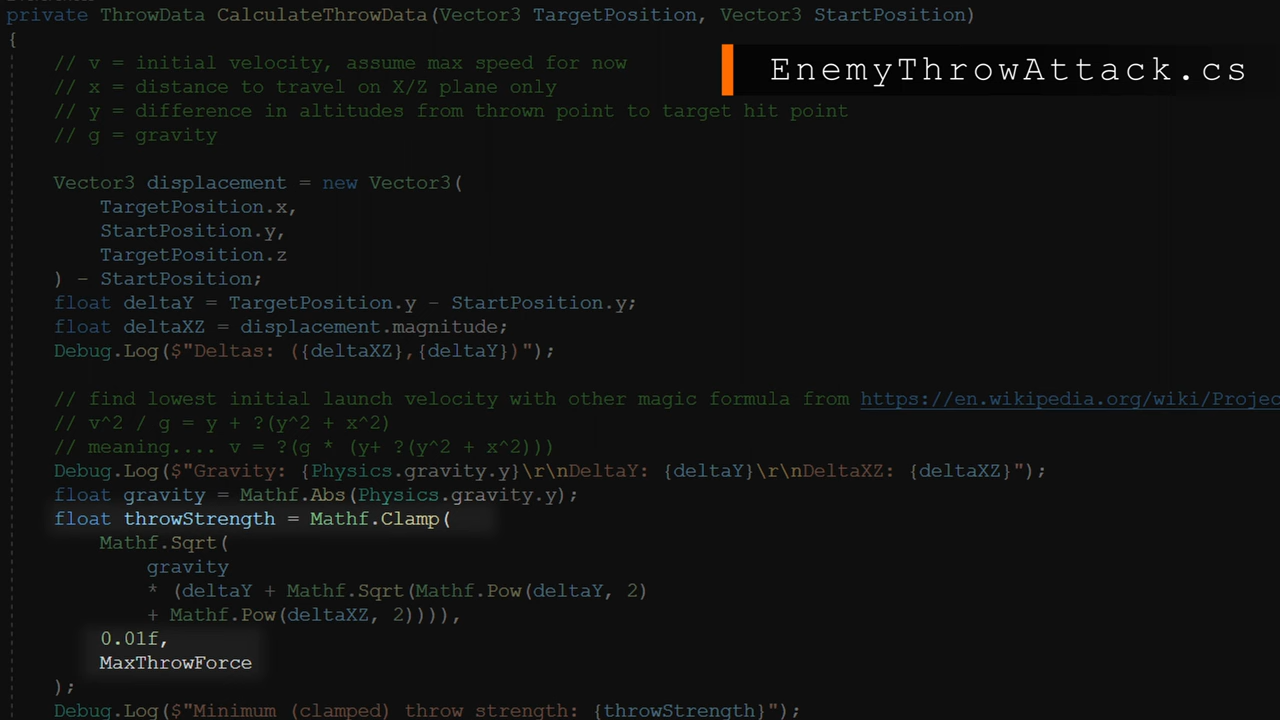 private ThrowData CalculateThrowData(Vector3 TargetPosition, Vector3 StartPosition)
{
EnemyThrowAttack.cs
// v = initial velocity, assume max speed for now
// x = distance to travel on X/Z plane only
// y = difference in altitudes from thrown point to target hit point
// g = gravity
Vector3 displacement = new Vector3(
TargetPosition.x,
StartPosition.y,
TargetPosition.z
) - StartPosition;
float deltaY = TargetPosition.y - StartPosition.y;
float deltaXZ = displacement.magnitude;
Debug.Log($"Deltas: ({deltaXZ},{deltaY})");
// find lowest initial launch velocity with other magic formula from https://en.wikipedia.org/wiki/Projec
// v^2 / g = y + ?(y^2 + x^2)
// meaning.... v = ?(g * (y+ ?(y^2 + x^2)))
Debug.Log($"Gravity: {Physics.gravity.y}\r\nDeltaY: {deltaY}\r\nDeltaXZ: {deltaXZ}");
float gravity = Mathf.Abs(Physics.gravity.y);
float throwStrength = Mathf.Clamp(
Mathf.Sqrt(
gravity
* (deltaY + Mathf.Sqrt(Mathf.Pow(deltaY, 2)
+ Mathf.Pow(deltaXZ, 2)))),
0.01f,
MaxThrowForce
);
Debug.Log($"Minimum (clamped) throw strength: {throwStrength}");